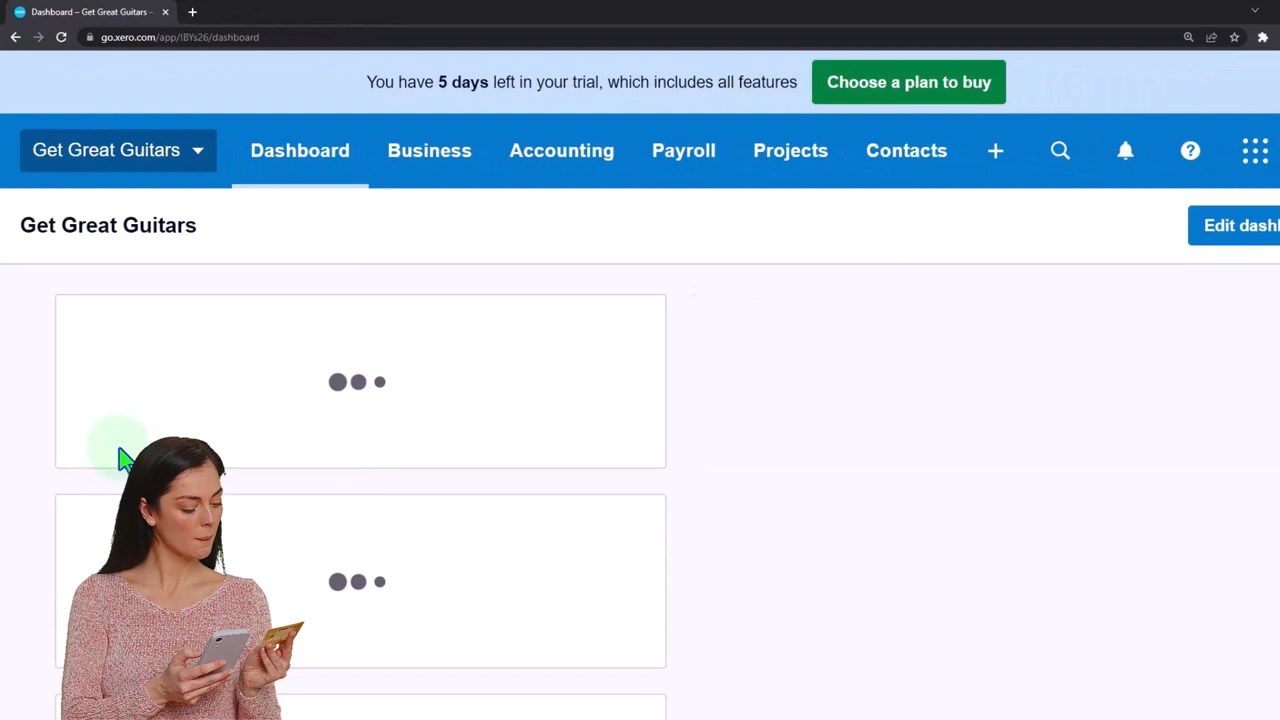 Dashboard – Get Great Guitars –
go.xero.com/app/!BYs26/dashboard
You have 5 days left in your trial, which includes all features
Choose a plan to buy
Get Great Guitars
Dashboard
Business
Accounting
Payroll
Projects
Contacts
Get Great Guitars
Edit dash